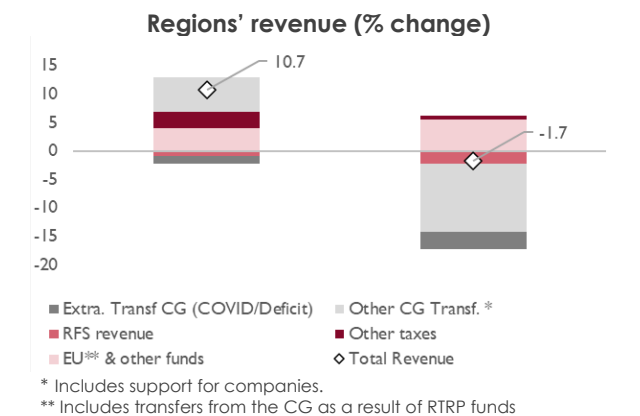 Regions' revenue (% change)
15
10
5
0
-5
-10
-15
-20
10.7
-1.7
Extra. Transf CG (COVID/Deficit)
Other CG Transf. *
RFS revenue
Other taxes
EU** & other funds
Total Revenue
* Includes support for companies.
** Includes transfers from the CG as a result of RTRP funds